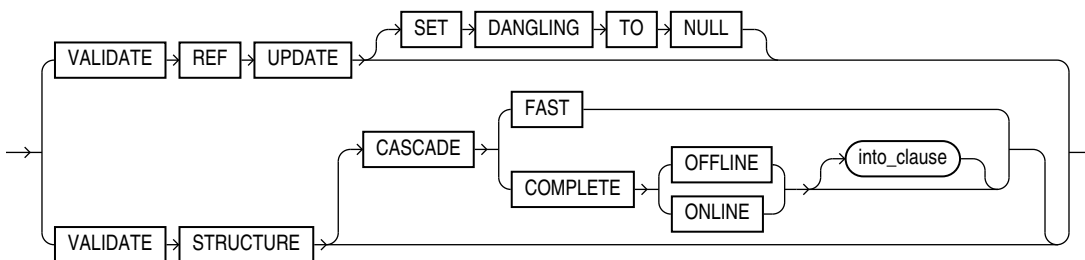 SET DANGLING TO NULL
VALIDATE REF UPDATE
FAST
CASCADE into_clause
OFFLINE
COMPLETE
ONLINE
VALIDATE STRUCTURE